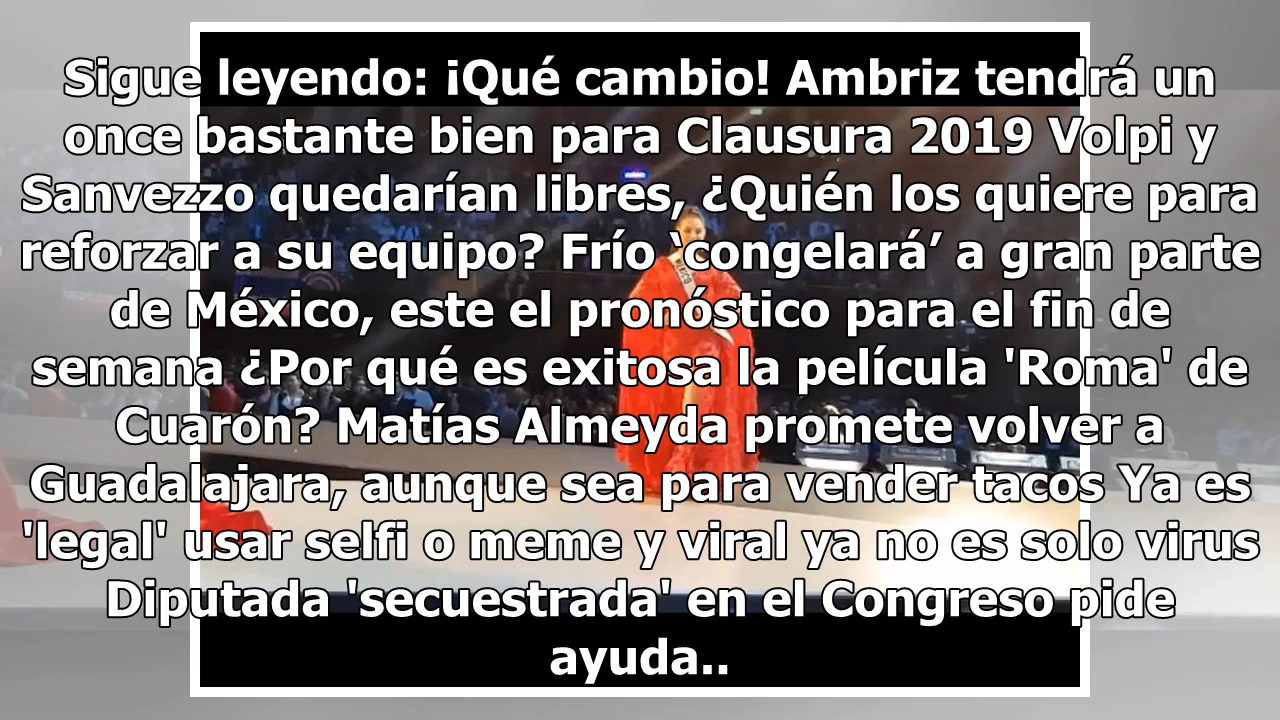 Sigue leyendo: ¡Qué cambio! Ambriz tendrá un
once bastante bien para Clausura 2019 Volpi y
Sanvezzo quedarían libres, ¿Quién los quiere para
reforzar a su equipo? Frío ‘congelará’ a gran parte
de México, este el pronóstico para el fin de
semana ¿Por qué es exitosa la película 'Roma' de
Cuarón? Matías Almeyda promete volver a
Guadalajara, aunque sea para vender tacos Ya es
'legal' usar selfi o meme y viral ya no es solo virus
Diputada 'secuestrada' en el Congreso pide
ayuda..